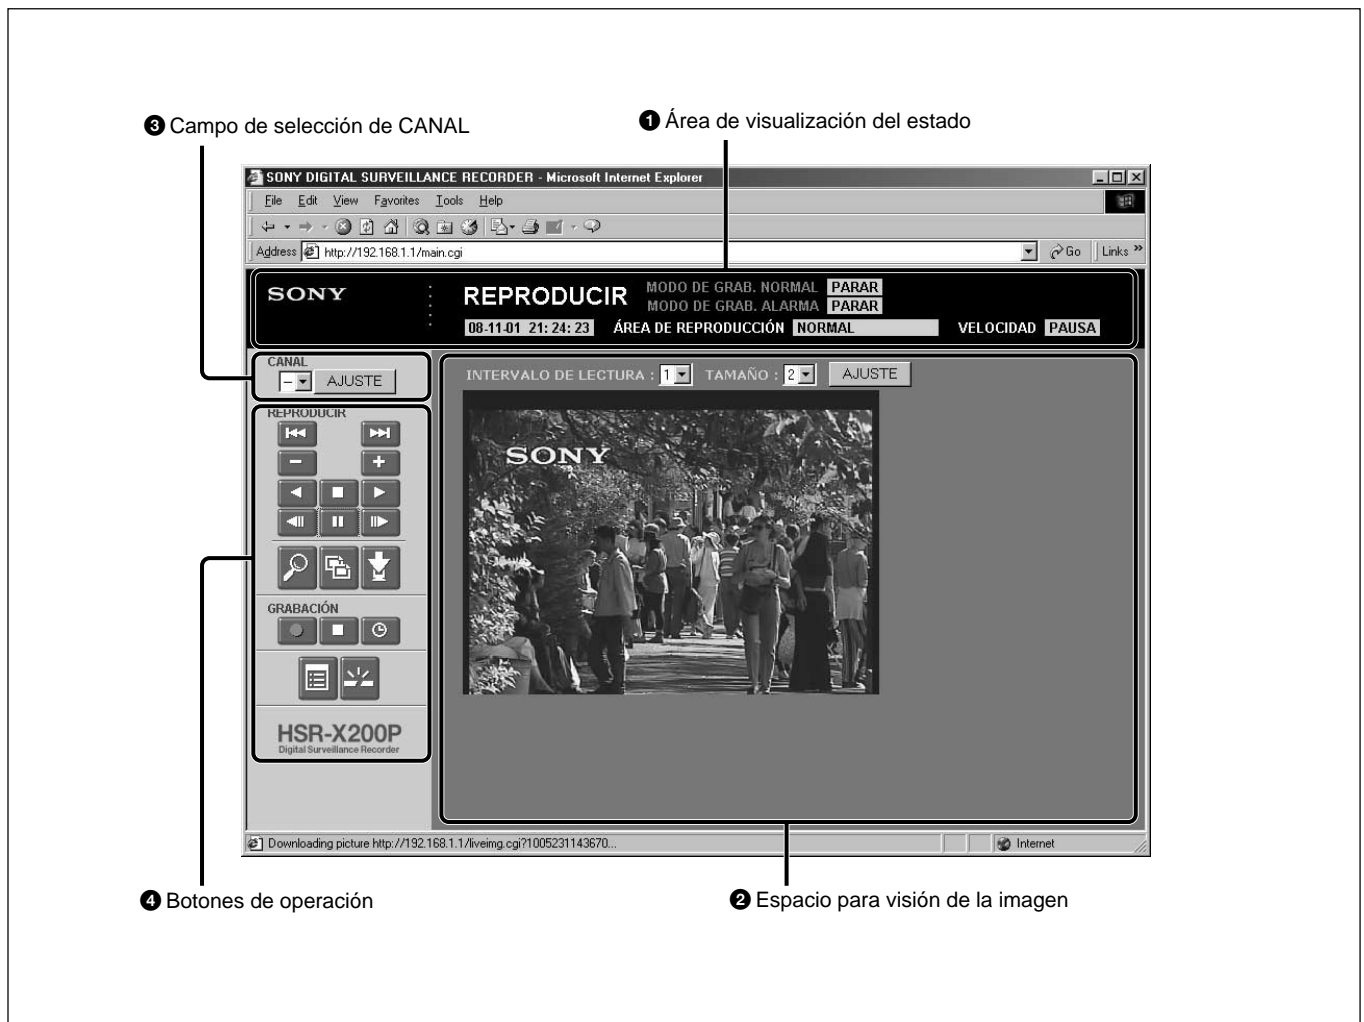 ❸ Campo de selección de CANAL
❶ Área de visualización del estado
SONY DIGITAL SURVEILLANCE RECORDER - Microsoft Internet Explorer
File Edit View Favorites Tools Help
Address http://192.168.1.1/main.cgi Go Links »
SONY
REPRODUCIR
MODO DE GRAB. NORMAL PARAR
MODO DE GRAB. ALARMA PARAR
08-11-01 21:24:23 ÁREA DE REPRODUCCIÓN NORMAL VELOCIDAD PAUSA
CANAL
– AJUSTE
INTERVALO DE LECTURA : 1 TAMAÑO : 2 AJUSTE
REPRODUCIR
SONY
GRABACIÓN
HSR-X200P
Digital Surveillance Recorder
Downloading picture http://192.168.1.1/liveimg.cgi?1005231143670... Internet
❹ Botones de operación
❷ Espacio para visión de la imagen